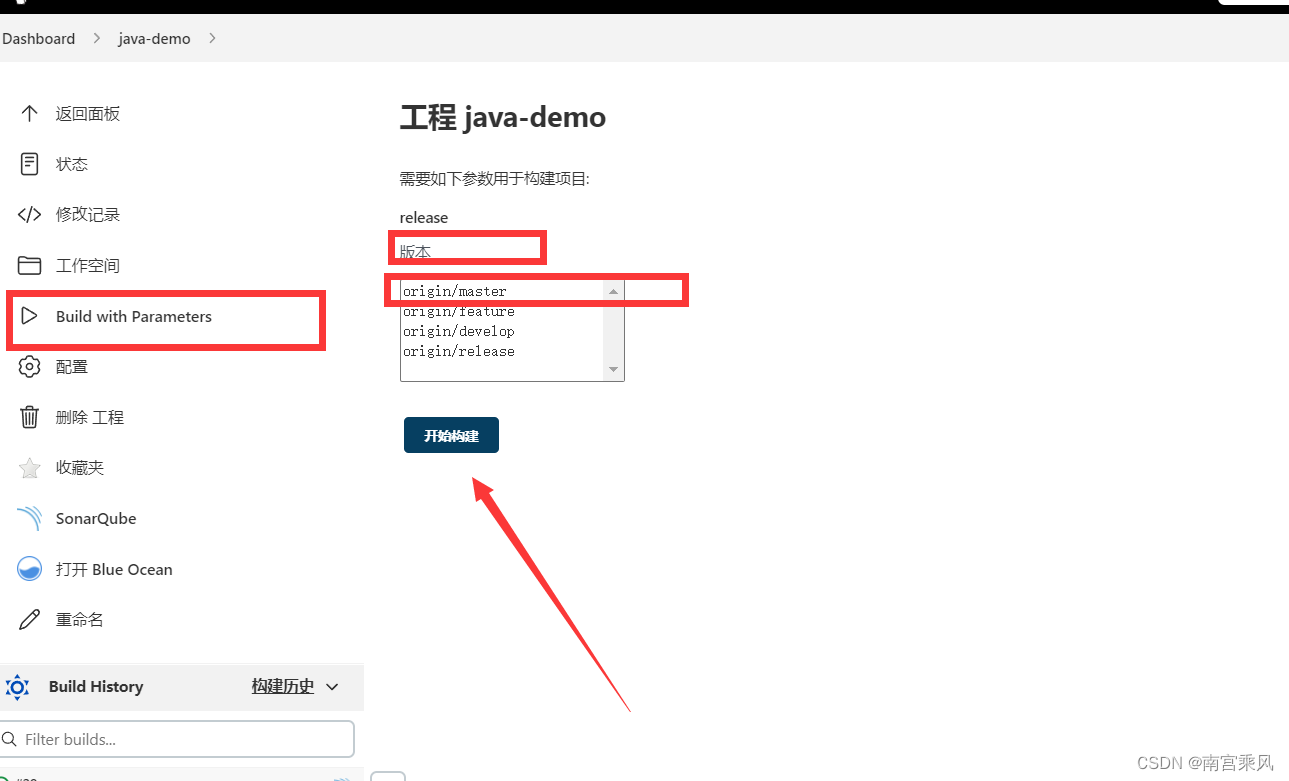 Dashboard > java-demo >
返回面板
状态
修改记录
工作空间
Build with Parameters
配置
删除 工程
收藏夹
SonarQube
打开 Blue Ocean
重命名
Build History 构建历史
Filter builds...
工程 java-demo
需要如下参数用于构建项目:
release
版本
origin/master
origin/feature
origin/develop
origin/release
开始构建
CSDN @南宫乘风